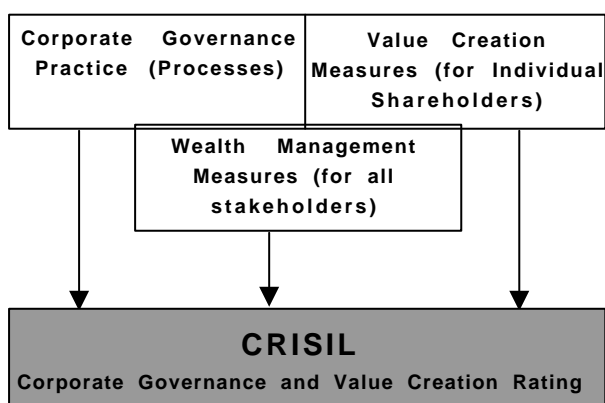 Corporate Governance
Practice (Processes)
Value Creation
Measures (for Individual
Shareholders)
Wealth Management
Measures (for all
stakeholders)
CRISIL
Corporate Governance and Value Creation Rating